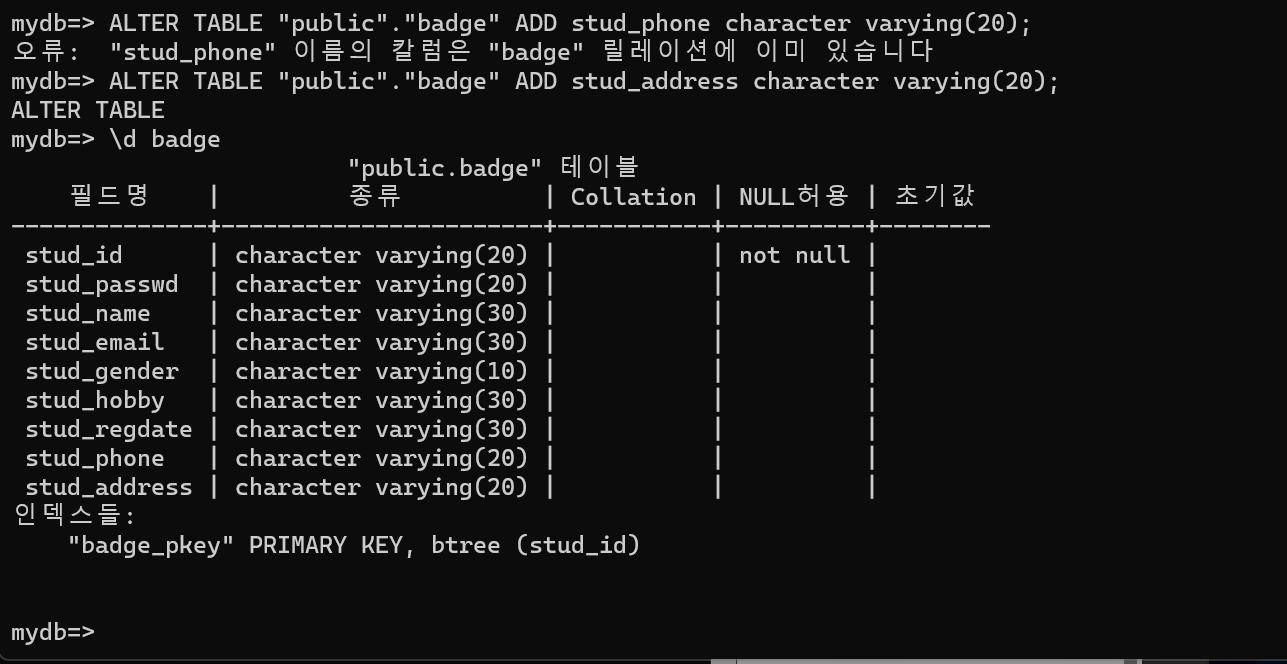 mydb=> ALTER TABLE "public"."badge" ADD stud_phone character varying(20);
오류:  "stud_phone" 이름의 칼럼은 "badge" 릴레이션에 이미 있습니다
mydb=> ALTER TABLE "public"."badge" ADD stud_address character varying(20);
ALTER TABLE
mydb=> \d badge
                        "public.badge" 테이블
    필드명    |         종류          | Collation | NULL허용 | 초기값
--------------+-----------------------+-----------+----------+--------
 stud_id      | character varying(20) |           | not null |
 stud_passwd  | character varying(20) |           |          |
 stud_name    | character varying(30) |           |          |
 stud_email   | character varying(30) |           |          |
 stud_gender  | character varying(10) |           |          |
 stud_hobby   | character varying(30) |           |          |
 stud_regdate | character varying(30) |           |          |
 stud_phone   | character varying(20) |           |          |
 stud_address | character varying(20) |           |          |
인덱스들:
    "badge_pkey" PRIMARY KEY, btree (stud_id)
mydb=>